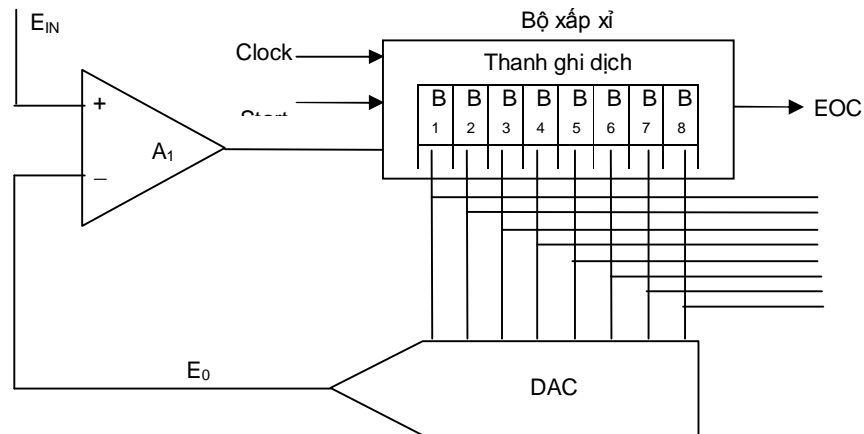 Bộ xấp xỉ
E_IN
Clock
Thanh ghi dịch
B B B B B B B B
1 2 3 4 5 6 7 8
EOC
+
A₁
–
E₀
DAC